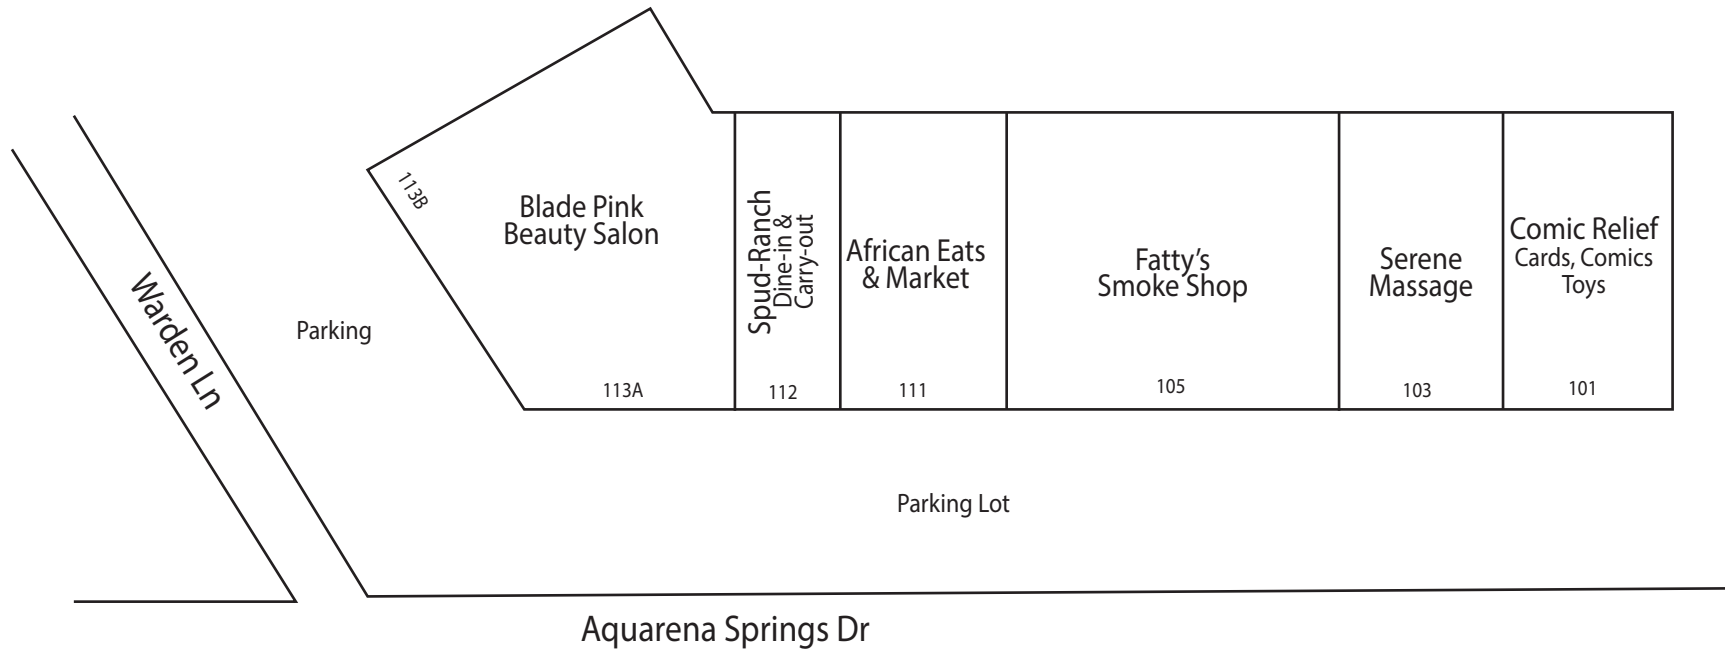 113B
Blade Pink
Beauty Salon
113A
Spud-Ranch
Dine-in &
Carry-out
112
African Eats
& Market
111
Fatty's
Smoke Shop
105
Serene
Massage
103
Comic Relief
Cards, Comics
Toys
101
Warden Ln
Parking
Parking Lot
Aquarena Springs Dr